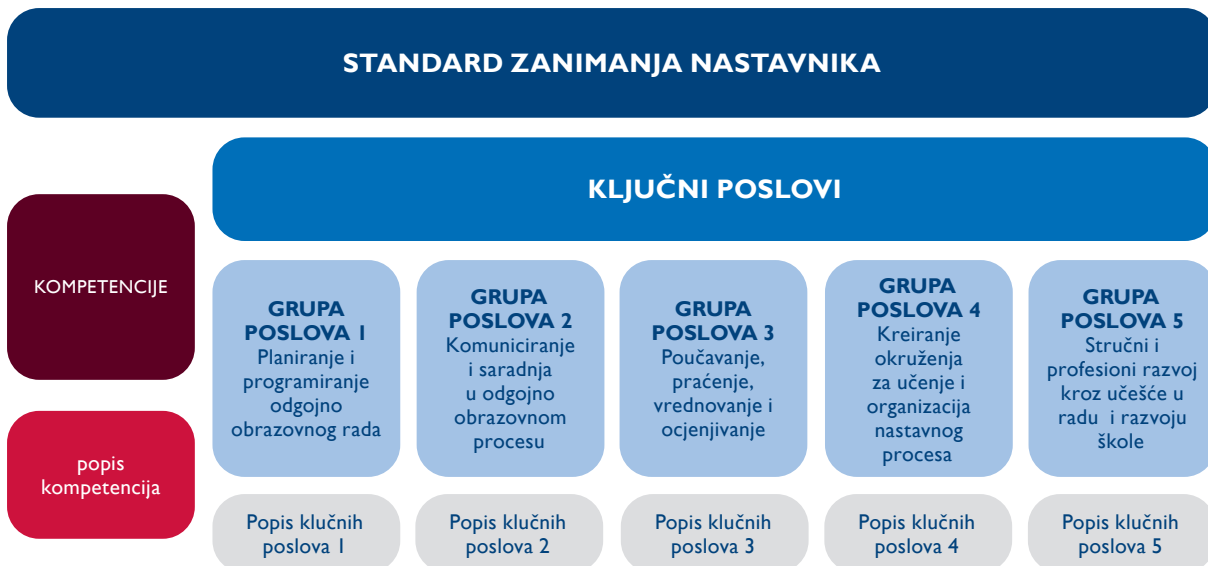 STANDARD ZANIMANJA NASTAVNIKA
KLJUČNI POSLOVI
KOMPETENCIJE
popis
kompetencija
GRUPA
POSLOVA 1
Planiranje i
programiranje
odgojno
obrazovnog rada
GRUPA
POSLOVA 2
Komuniciranje
i saradnja
u odgojno
obrazovnom
procesu
GRUPA
POSLOVA 3
Poučavanje,
praćenje,
vrednovanje i
ocjenjivanje
GRUPA
POSLOVA 4
Kreiranje
okruženja
za učenje i
organizacija
nastavnog
procesa
GRUPA
POSLOVA 5
Stručni i
profesioni razvoj
kroz učešće u
radu i razvoju
škole
Popis klučnih
poslova 1
Popis klučnih
poslova 2
Popis klučnih
poslova 3
Popis klučnih
poslova 4
Popis klučnih
poslova 5